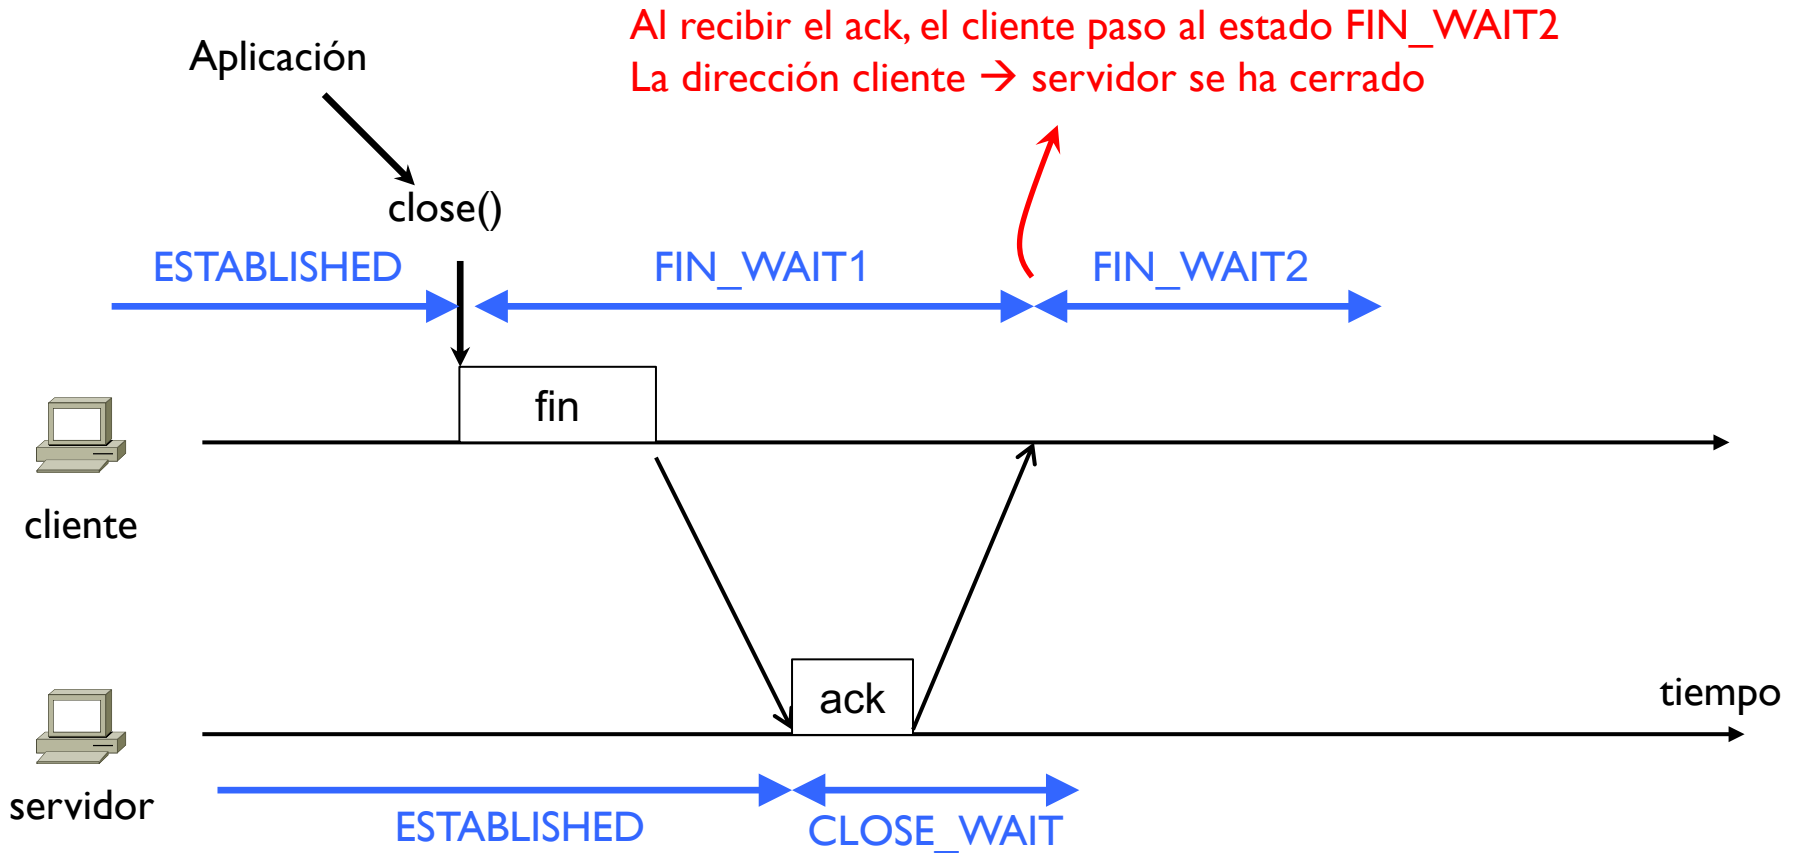 Al recibir el ack, el cliente paso al estado FIN_WAIT2
La dirección cliente → servidor se ha cerrado
Aplicación
close()
ESTABLISHED
FIN_WAIT1
FIN_WAIT2
fin
cliente
ack
tiempo
servidor
ESTABLISHED
CLOSE_WAIT